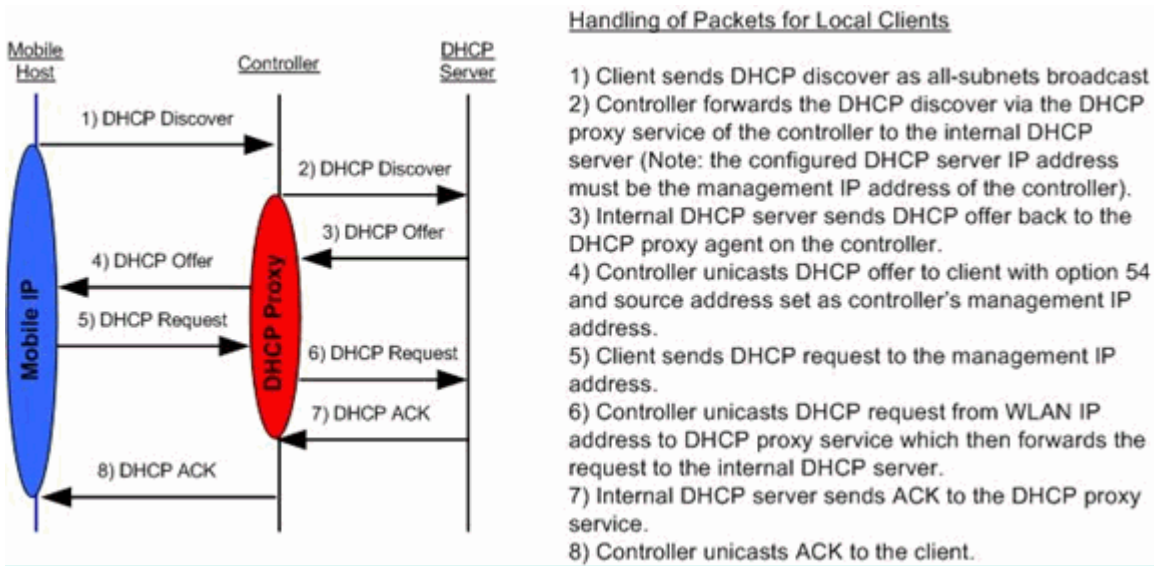 Mobile
Host
Controller
DHCP
Server
1) DHCP Discover
2) DHCP Discover
3) DHCP Offer
4) DHCP Offer
5) DHCP Request
6) DHCP Request
7) DHCP ACK
8) DHCP ACK
Mobile IP
DHCP Proxy
Handling of Packets for Local Clients
1) Client sends DHCP discover as all-subnets broadcast
2) Controller forwards the DHCP discover via the DHCP
proxy service of the controller to the internal DHCP
server (Note: the configured DHCP server IP address
must be the management IP address of the controller).
3) Internal DHCP server sends DHCP offer back to the
DHCP proxy agent on the controller.
4) Controller unicasts DHCP offer to client with option 54
and source address set as controller's management IP
address.
5) Client sends DHCP request to the management IP
address.
6) Controller unicasts DHCP request from WLAN IP
address to DHCP proxy service which then forwards the
request to the internal DHCP server.
7) Internal DHCP server sends ACK to the DHCP proxy
service.
8) Controller unicasts ACK to the client.